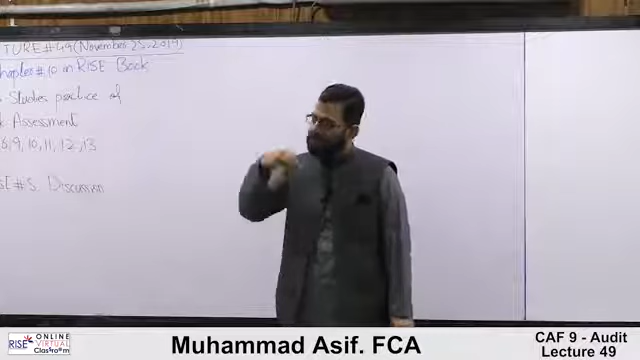 TURE#49(November 25, 2019)
hapter#10 in RISE Book
Studies practice of
Assessment
9, 10, 11, 12, 13
#5 Discussion
RISE
ONLINE
VIRTUAL
Classroom
Muhammad Asif. FCA
CAF 9 - Audit
Lecture 49